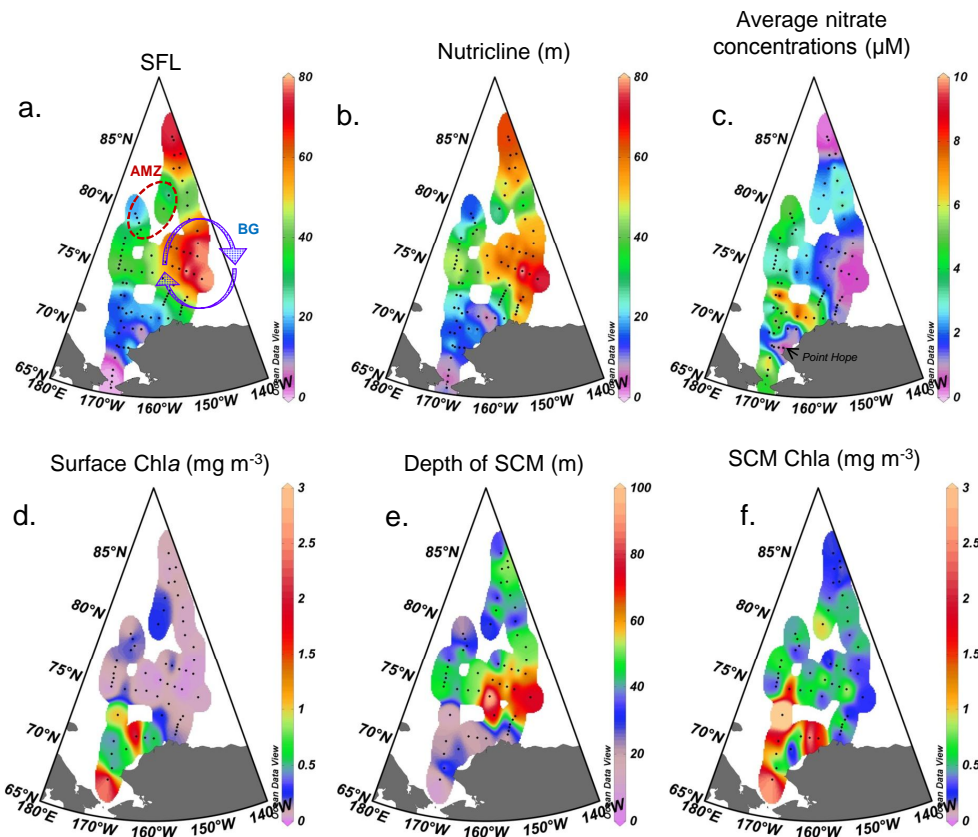 SFL
Nutricline (m)
Average nitrate
concentrations (µM)
a.
b.
c.
80
60
40
20
0
80
60
40
20
0
10
8
6
4
2
0
85°N
80°N
75°N
70°N
65°N
180°E
170°W
160°W
150°W
140°W
AMZ
BG
Ocean Data View
85°N
80°N
75°N
70°N
65°N
180°E
170°W
160°W
150°W
140°W
Ocean Data View
85°N
80°N
75°N
70°N
65°N
180°E
170°W
160°W
150°W
140°W
Point Hope
Ocean Data View
Surface Chla (mg m-3)
Depth of SCM (m)
SCM Chla (mg m-3)
d.
e.
f.
3
2.5
2
1.5
1
0.5
0
100
80
60
40
20
0
3
2.5
2
1.5
1
0.5
0
85°N
80°N
75°N
70°N
65°N
180°E
170°W
160°W
150°W
140°W
Ocean Data View
85°N
80°N
75°N
70°N
65°N
180°E
170°W
160°W
150°W
140°W
Ocean Data View
85°N
80°N
75°N
70°N
65°N
180°E
170°W
160°W
150°W
140°W
Ocean Data View